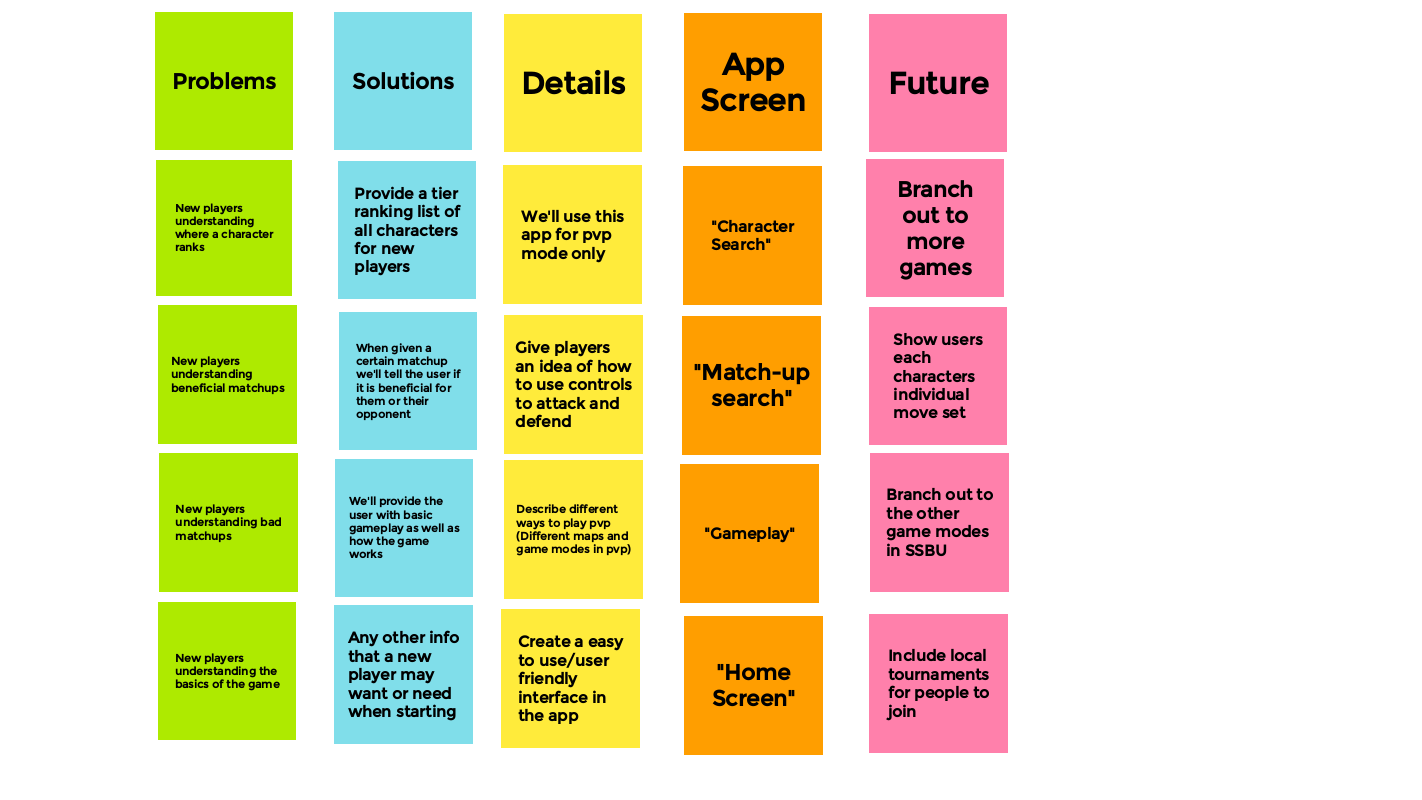 Problems
Solutions
Details
App
Screen
Future
New players
understanding
where a character
ranks
Provide a tier
ranking list of
all characters
for new
players
We'll use this
app for pvp
mode only
"Character
Search"
Branch
out to
more
games
New players
understanding
beneficial matchups
When given a
certain matchup
we'll tell the user if
it is beneficial for
them or their
opponent
Give players
an idea of how
to use controls
to attack and
defend
"Match-up
search"
Show users
each
characters
individual
move set
New players
understanding bad
matchups
We'll provide the
user with basic
gameplay as well as
how the game
works
Describe different
ways to play pvp
(Different maps and
game modes in pvp)
"Gameplay"
Branch out to
the other
game modes
in SSBU
New players
understanding the
basics of the game
Any other info
that a new
player may
want or need
when starting
Create a easy
to use/user
friendly
interface in
the app
"Home
Screen"
Include local
tournaments
for people to
join